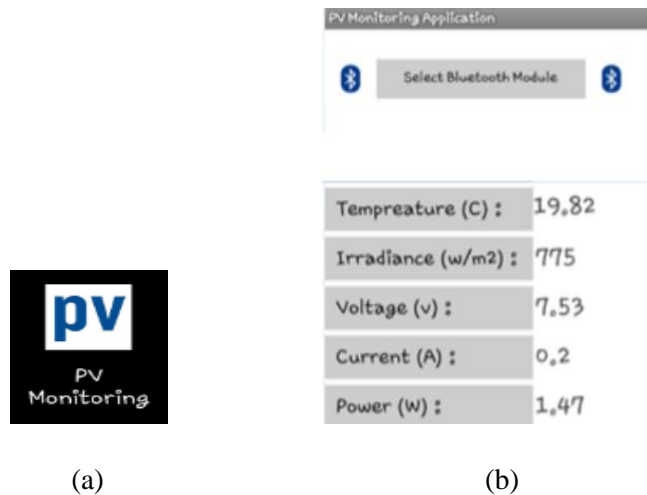 PV Monitoring Application
Select Bluetooth Module
Tempreature (C) : 19.82
Irradiance (w/m2) : 775
Voltage (v) : 7.53
Current (A) : 0.2
Power (W) : 1.47
pv
PV
Monitoring
(a)
(b)